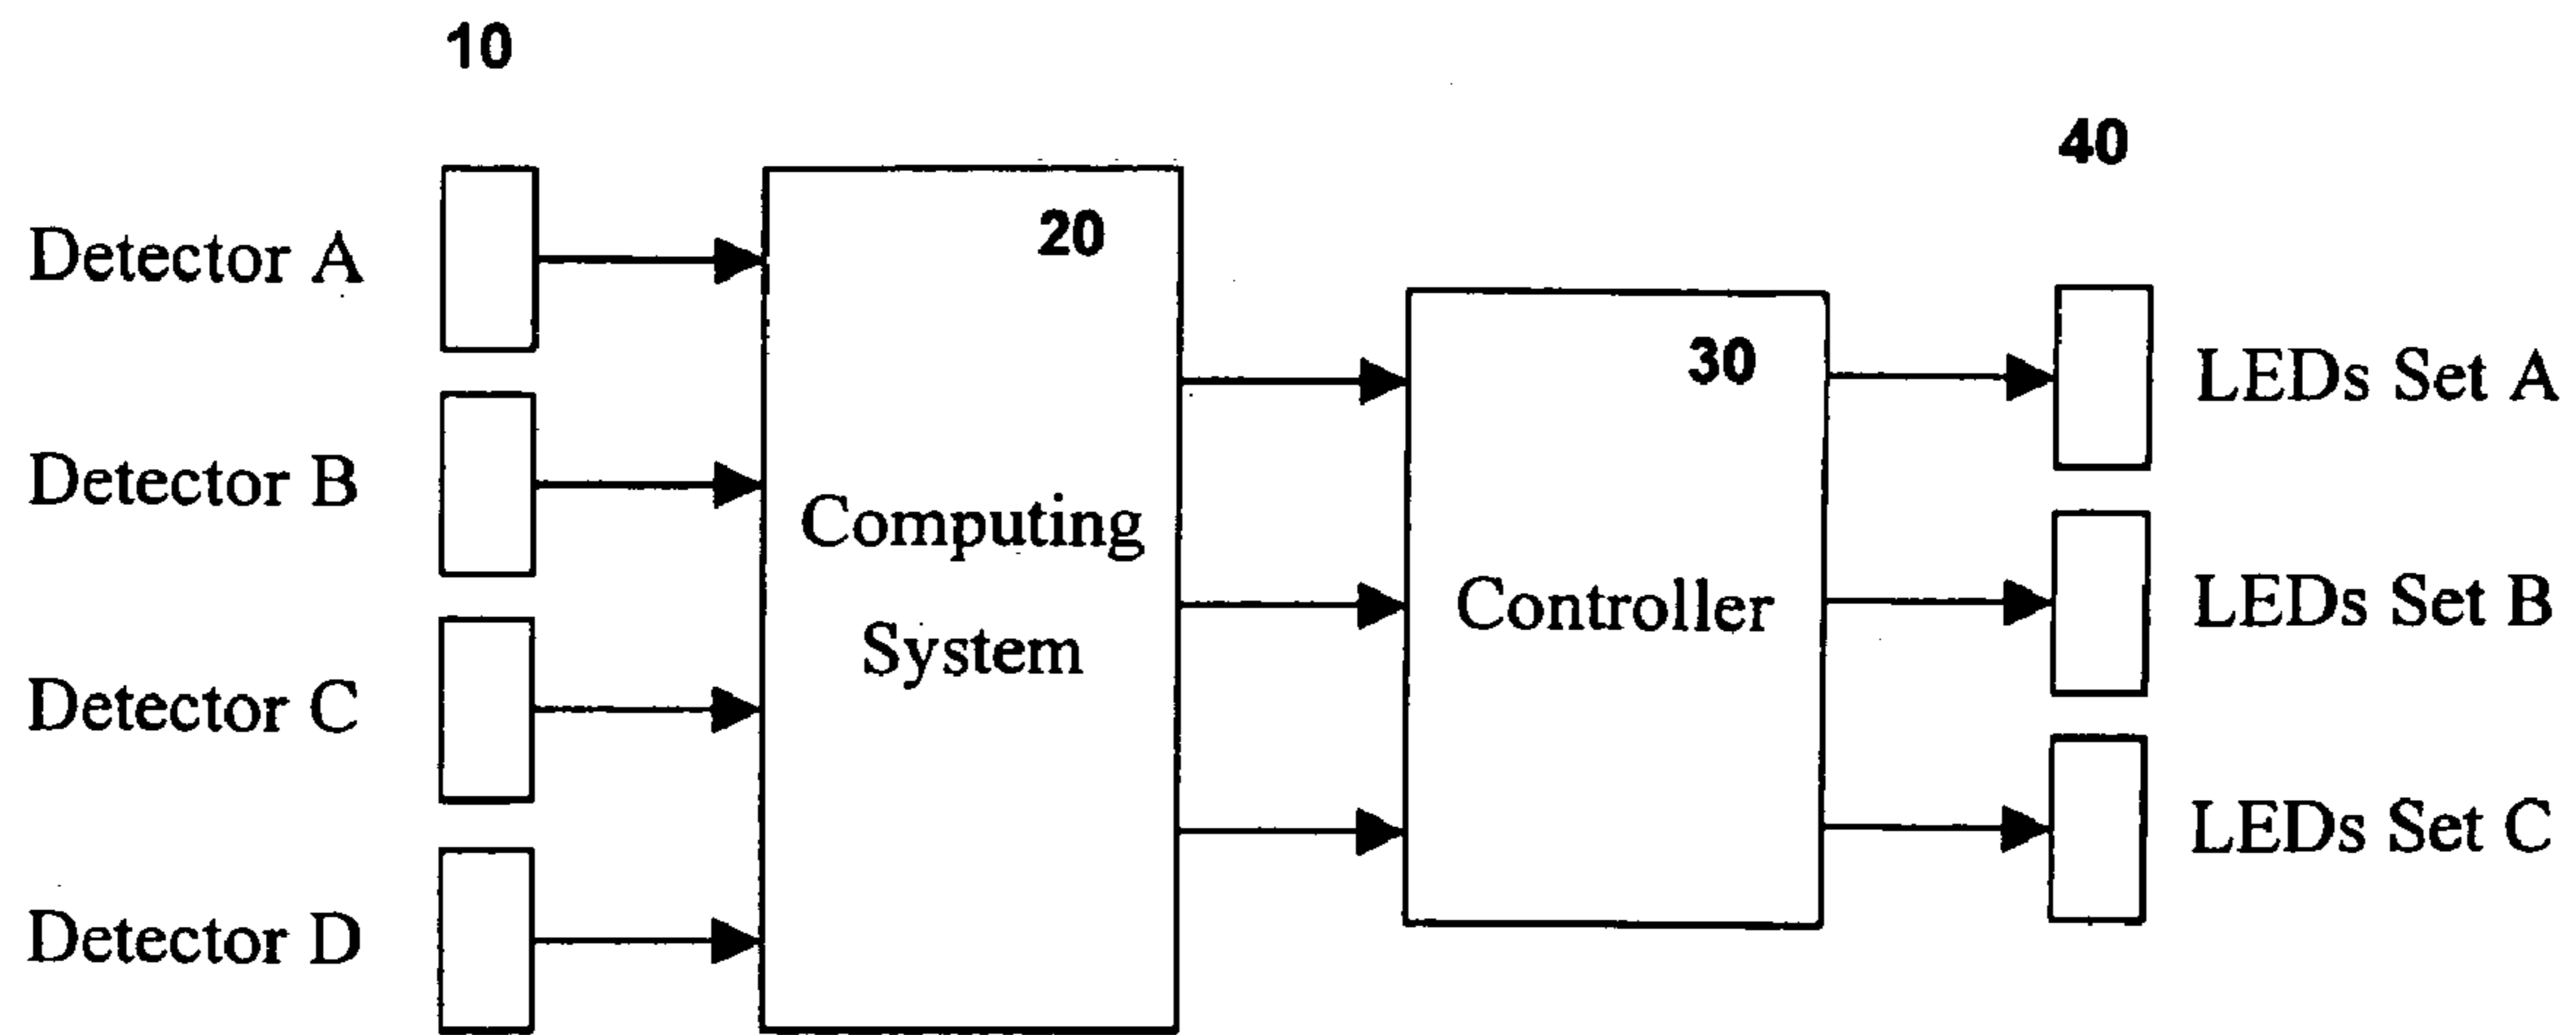 10
40
Detector A
20
Detector B
Detector C
Detector D
Computing
System
30
Controller
LEDs Set A
LEDs Set B
LEDs Set C